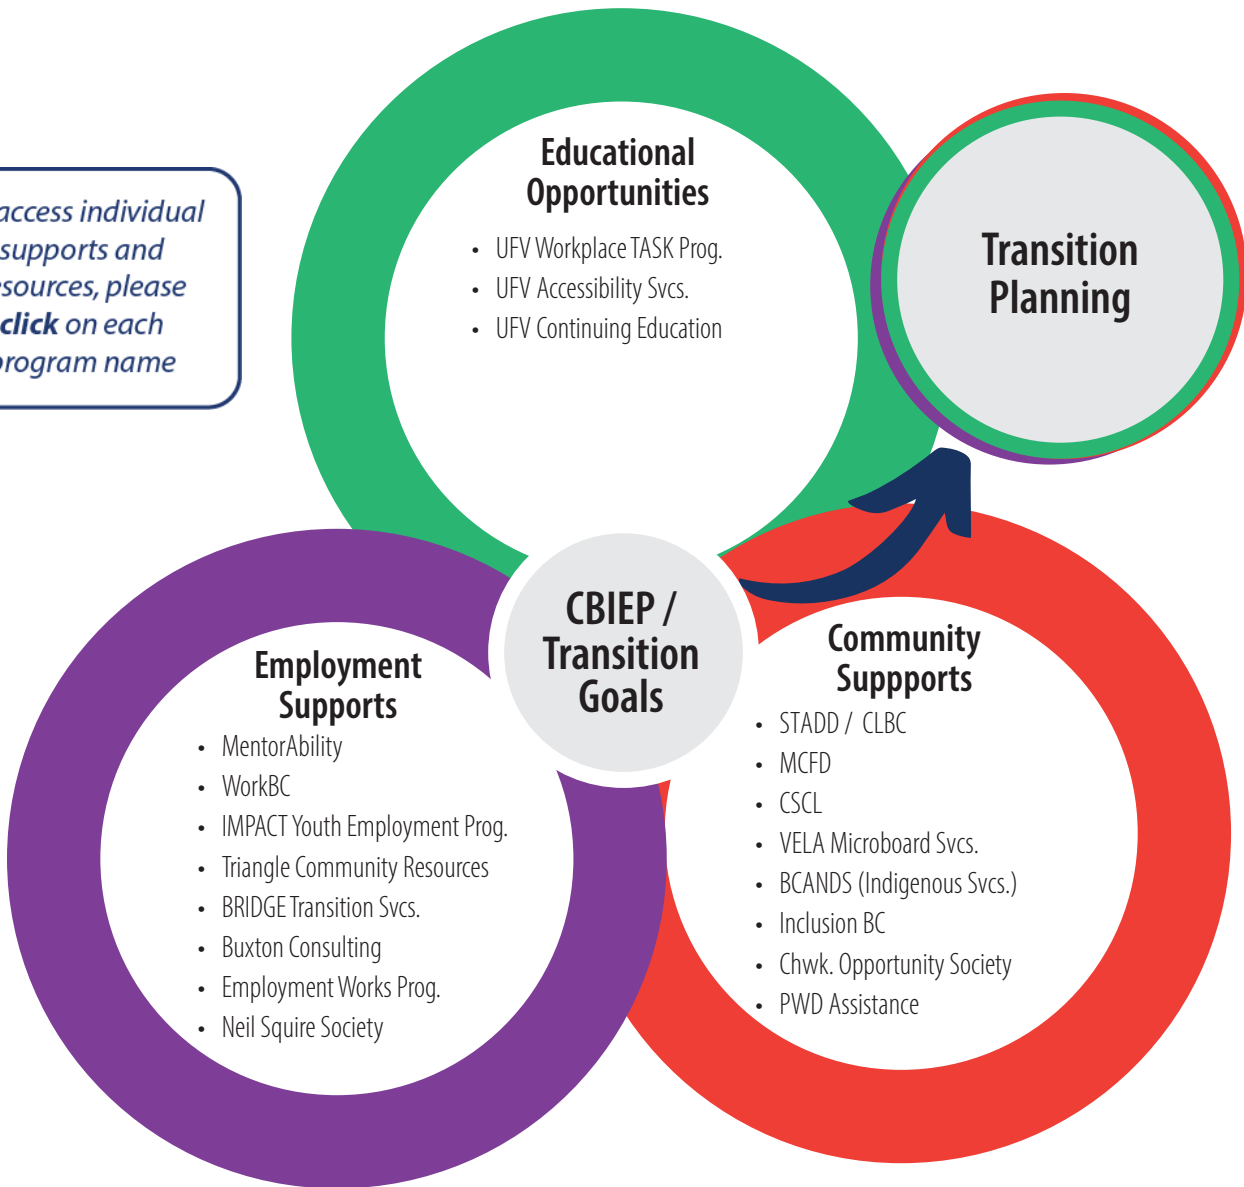 Educational
Opportunities
• UFV Workplace TASK Prog.
• UFV Accessibility Svcs.
• UFV Continuing Education
Transition
Planning
access individual
supports and
esources, please
click on each
program name
CBIEP /
Transition
Goals
Employment
Supports
• MentorAbility
• WorkBC
• IMPACT Youth Employment Prog.
• Triangle Community Resources
• BRIDGE Transition Svcs.
• Buxton Consulting
• Employment Works Prog.
• Neil Squire Society
Community
Suppports
• STADD / CLBC
• MCFD
• CSCL
• VELA Microboard Svcs.
• BCANDS (Indigenous Svcs.)
• Inclusion BC
• Chwk. Opportunity Society
• PWD Assistance